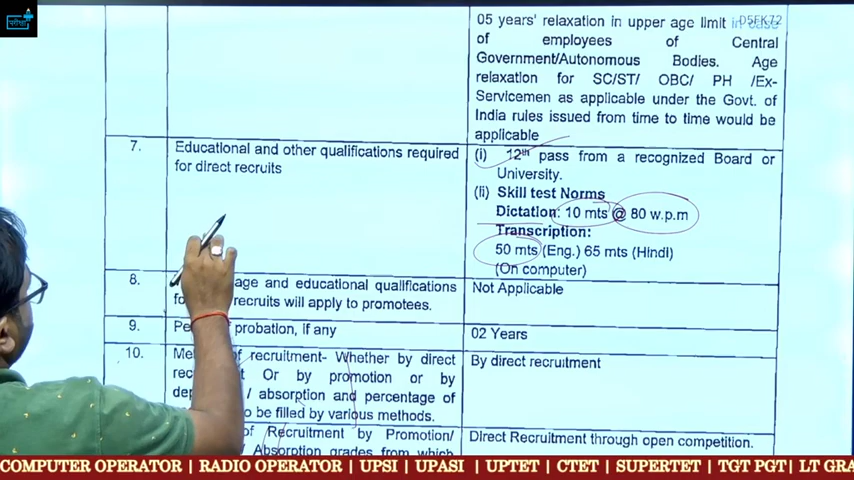 परीक्षा
D5FK72
05 years' relaxation in upper age limit in case
of employees of Central
Government/Autonomous Bodies. Age
relaxation for SC/ST/ OBC/ PH /Ex-
Servicemen as applicable under the Govt. of
India rules issued from time to time would be
applicable
7. Educational and other qualifications required
for direct recruits
(i) 12th pass from a recognized Board or
University.
(ii) Skill test Norms
Dictation: 10 mts @ 80 w.p.m
Transcription:
50 mts (Eng.) 65 mts (Hindi)
(On computer)
8. age and educational qualifications
recruits will apply to promotees.
Not Applicable
9. probation, if any
02 Years
10. of recruitment- Whether by direct
Or by promotion or by
/ absorption and percentage of
to be filled by various methods.
By direct recruitment
of Recruitment by Promotion/
Absorption grades from which
Direct Recruitment through open competition.
COMPUTER OPERATOR | RADIO OPERATOR | UPSI | UPASI | UPTET | CTET | SUPERTET | TGT PGT| LT GRA